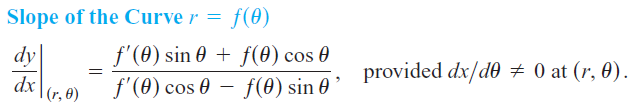 Slope of the Curve r = f(θ)
dy/dx|(r, θ) = (f′(θ) sin θ + f(θ) cos θ)/(f′(θ) cos θ − f(θ) sin θ), provided dx/dθ ≠ 0 at (r, θ).